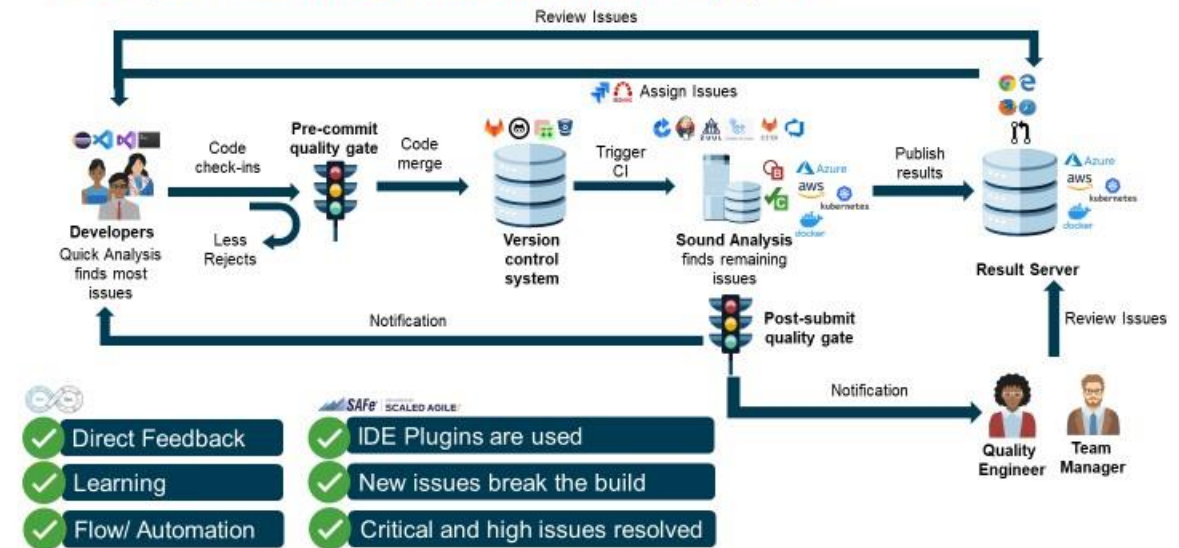 Review Issues
Assign Issues
Pre-commit
quality gate
Code
check-ins
Code
merge
Trigger
CI
Publish
results
Azure
aws
kubernetes
docker
Azure
aws
kubernetes
docker
Developers
Quick Analysis
finds most
issues
Less
Rejects
Version
control
system
Sound Analysis
finds remaining
issues
Result Server
Notification
Post-submit
quality gate
Review Issues
Notification
Quality
Engineer
Team
Manager
SAFe
SCALED AGILE
Direct Feedback
Learning
Flow/ Automation
IDE Plugins are used
New issues break the build
Critical and high issues resolved